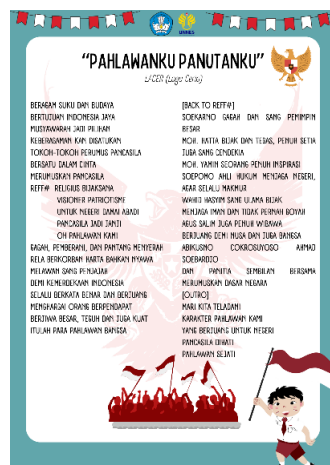 UNNES
"PAHLAWANKU PANUTANKU"
LICER (Lagu Ceria)
BERAGAM SUKU DAN BUDAYA
BERTUJUAN INDONESIA JAYA
MUSYAWARAH JADI PILIHAN
KEBERAGAMAN KAN DISATUKAN
TOKOH-TOKOH PERUMUS PANCASILA
BERSATU DALAM CINTA
MERUMUSKAN PANCASILA
REFF# RELIGIUS BIJAKSANA
VISIONER PATRIOTISME
UNTUK NEGERI DAMAI ABADI
PANCASILA JADI JANJI
OH PAHLAWAN KAMI
GAGAH, PEMBERANI, DAN PANTANG MENYERAH
RELA BERKORBAN HARTA BAHKAN NYAWA
MELAWAN SANG PENJAJAH
DEMI KEMERDEKAAN INDONESIA
SELALU BERKATA BENAR DAN BERJUANG
MENGHARGAI ORANG BERPENDAPAT
BERJIWA BESAR, TEGUH DAN JUGA KUAT
ITULAH PARA PAHLAWAN BANGSA
[BACK TO REFF#]
SOEKARNO GAGAH DAN SANG PEMIMPIN
BESAR
MOH. HATTA BIJAK DAN TEGAS, PENUH SETIA
JUGA SANG CENDEKIA
MOH. YAMIN SEORANG PENUH INSPIRASI
SOEPOMO AHLI HUKUM MENJAGA NEGERI,
AGAR SELALU MAKMUR
WAHID HASYIM SANG ULAMA BIJAK
MENJAGA IMAN DAN TIDAK PERNAH GOYAH
AGUS SALIM JUGA PENUH WIBAWA
BERJUANG DEMI NUSA DAN JUGA BANGSA
ABIKUSNO COKROSUYOSO AHMAD
SOEBARDJO
DAN PANITIA SEMBILAN BERSAMA
MERUMUSKAN DASAR NEGARA
[OUTRO]
MARI KITA TELADANI
KARAKTER PAHLAWAN KAMI
YANG BERJUANG UNTUK NEGERI
PANCASILA DIHATI
PAHLAWAN SEJATI